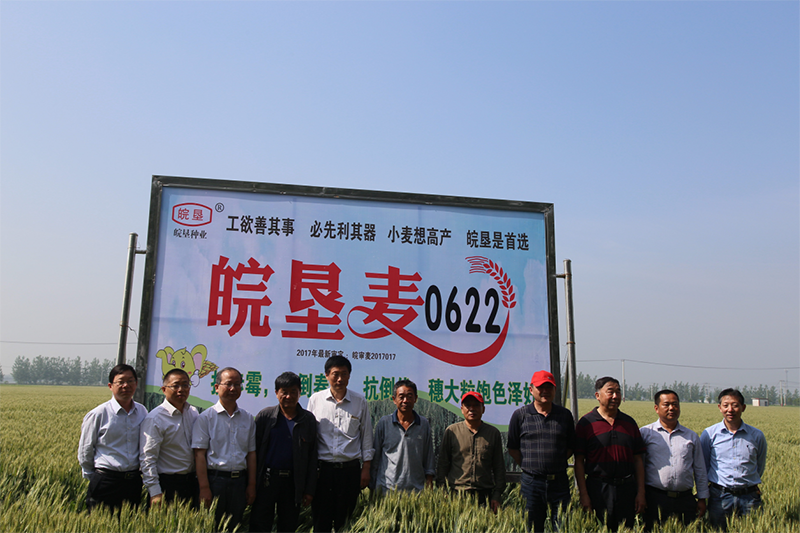 皖垦 ®
皖垦种业
工欲善其事 必先利其器 小麦想高产 皖垦是首选
皖垦麦0622
2017年最新审定 皖审麦2017017
霉, 倒春 抗倒 穗大粒饱色泽